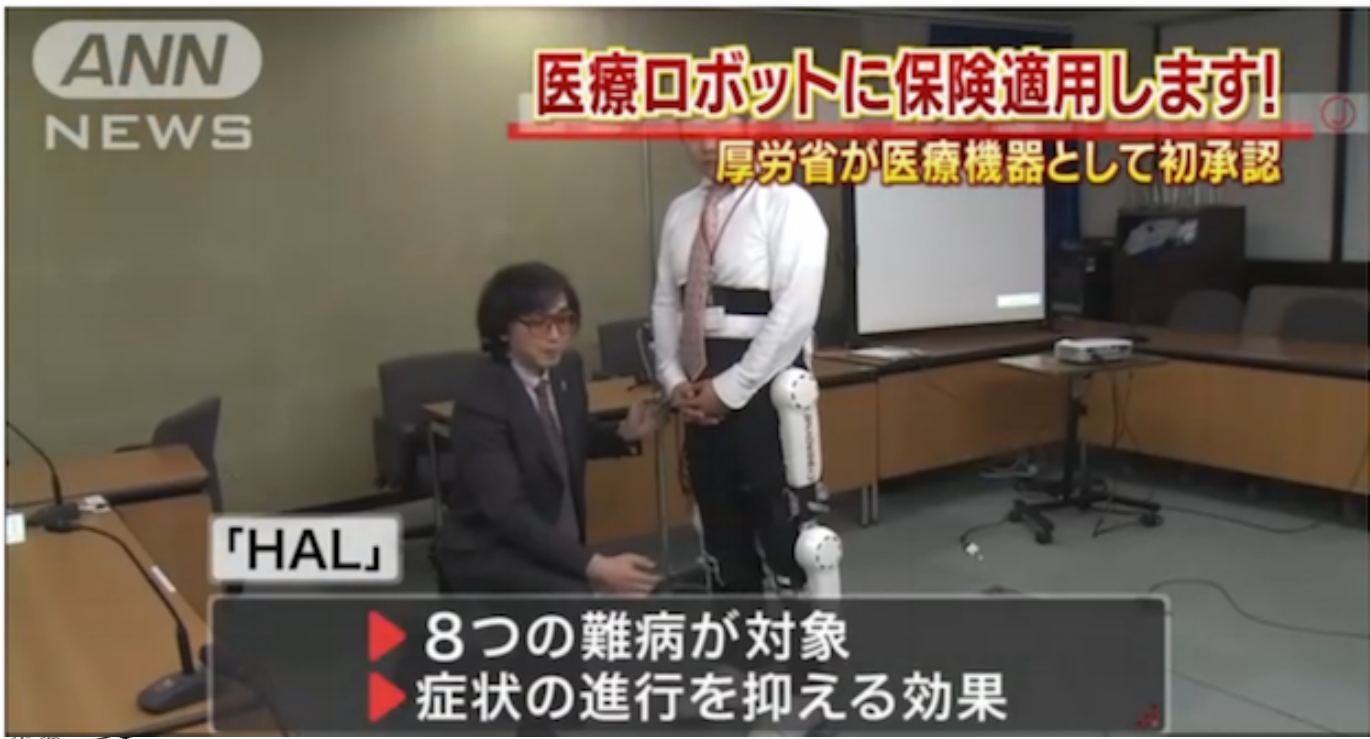 ANN
NEWS
医療ロボットに保険適用します!
厚労省が医療機器として初承認
「HAL」
▶8つの難病が対象
▶症状の進行を抑える効果